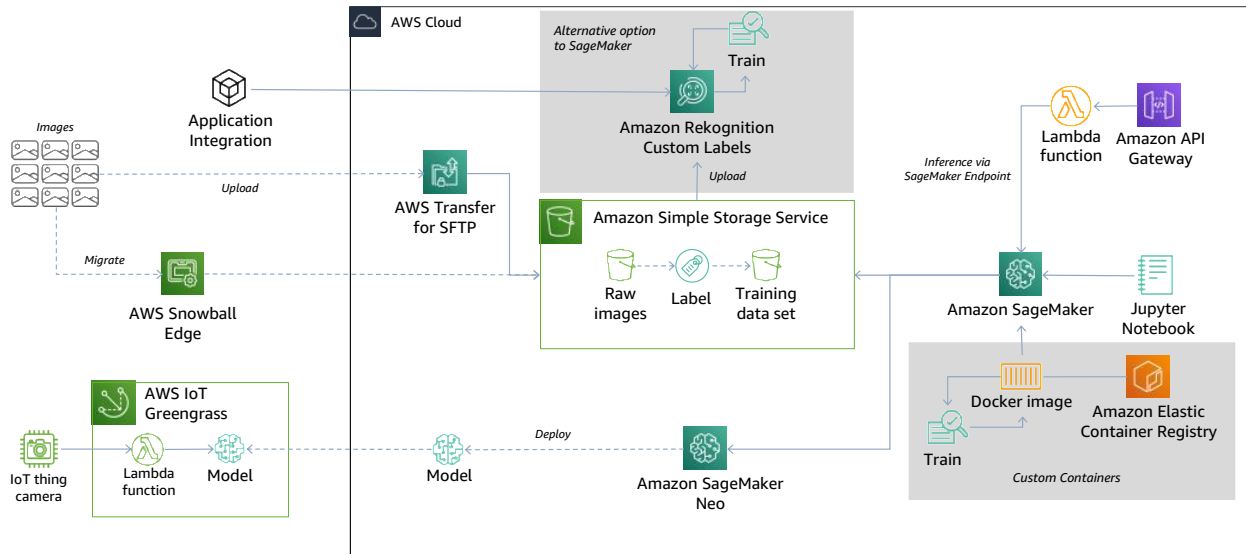 AWS Cloud
Alternative option
to SageMaker
Train
Application
Integration
Amazon Rekognition
Custom Labels
Lambda
function
Amazon API
Gateway
Images
Upload
AWS Transfer
for SFTP
Upload
Inference via
SageMaker Endpoint
Amazon Simple Storage Service
Raw
images
Label
Training
data set
Migrate
AWS Snowball
Edge
Amazon SageMaker
Jupyter
Notebook
Docker image
Amazon Elastic
Container Registry
Train
Custom Containers
AWS IoT
Greengrass
IoT thing
camera
Lambda
function
Model
Model
Deploy
Amazon SageMaker
Neo